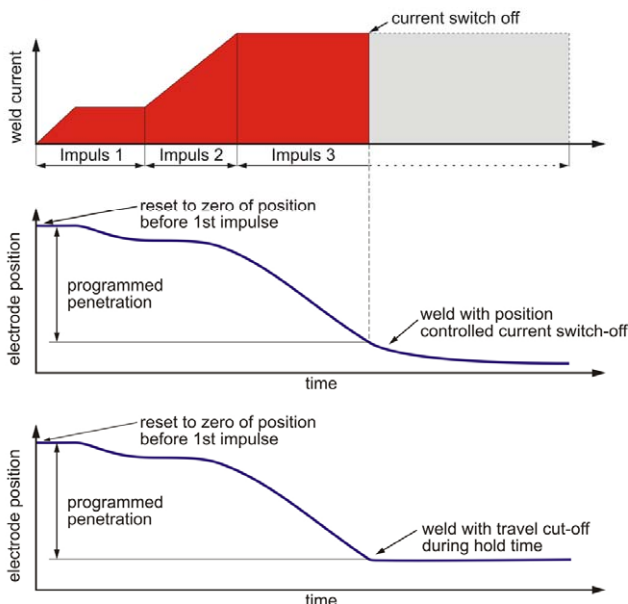 current switch off
weld current
Impuls 1
Impuls 2
Impuls 3
reset to zero of position
before 1st impulse
electrode position
programmed
penetration
weld with position
controlled current switch-off
time
reset to zero of position
before 1st impulse
electrode position
programmed
penetration
weld with travel cut-off
during hold time
time